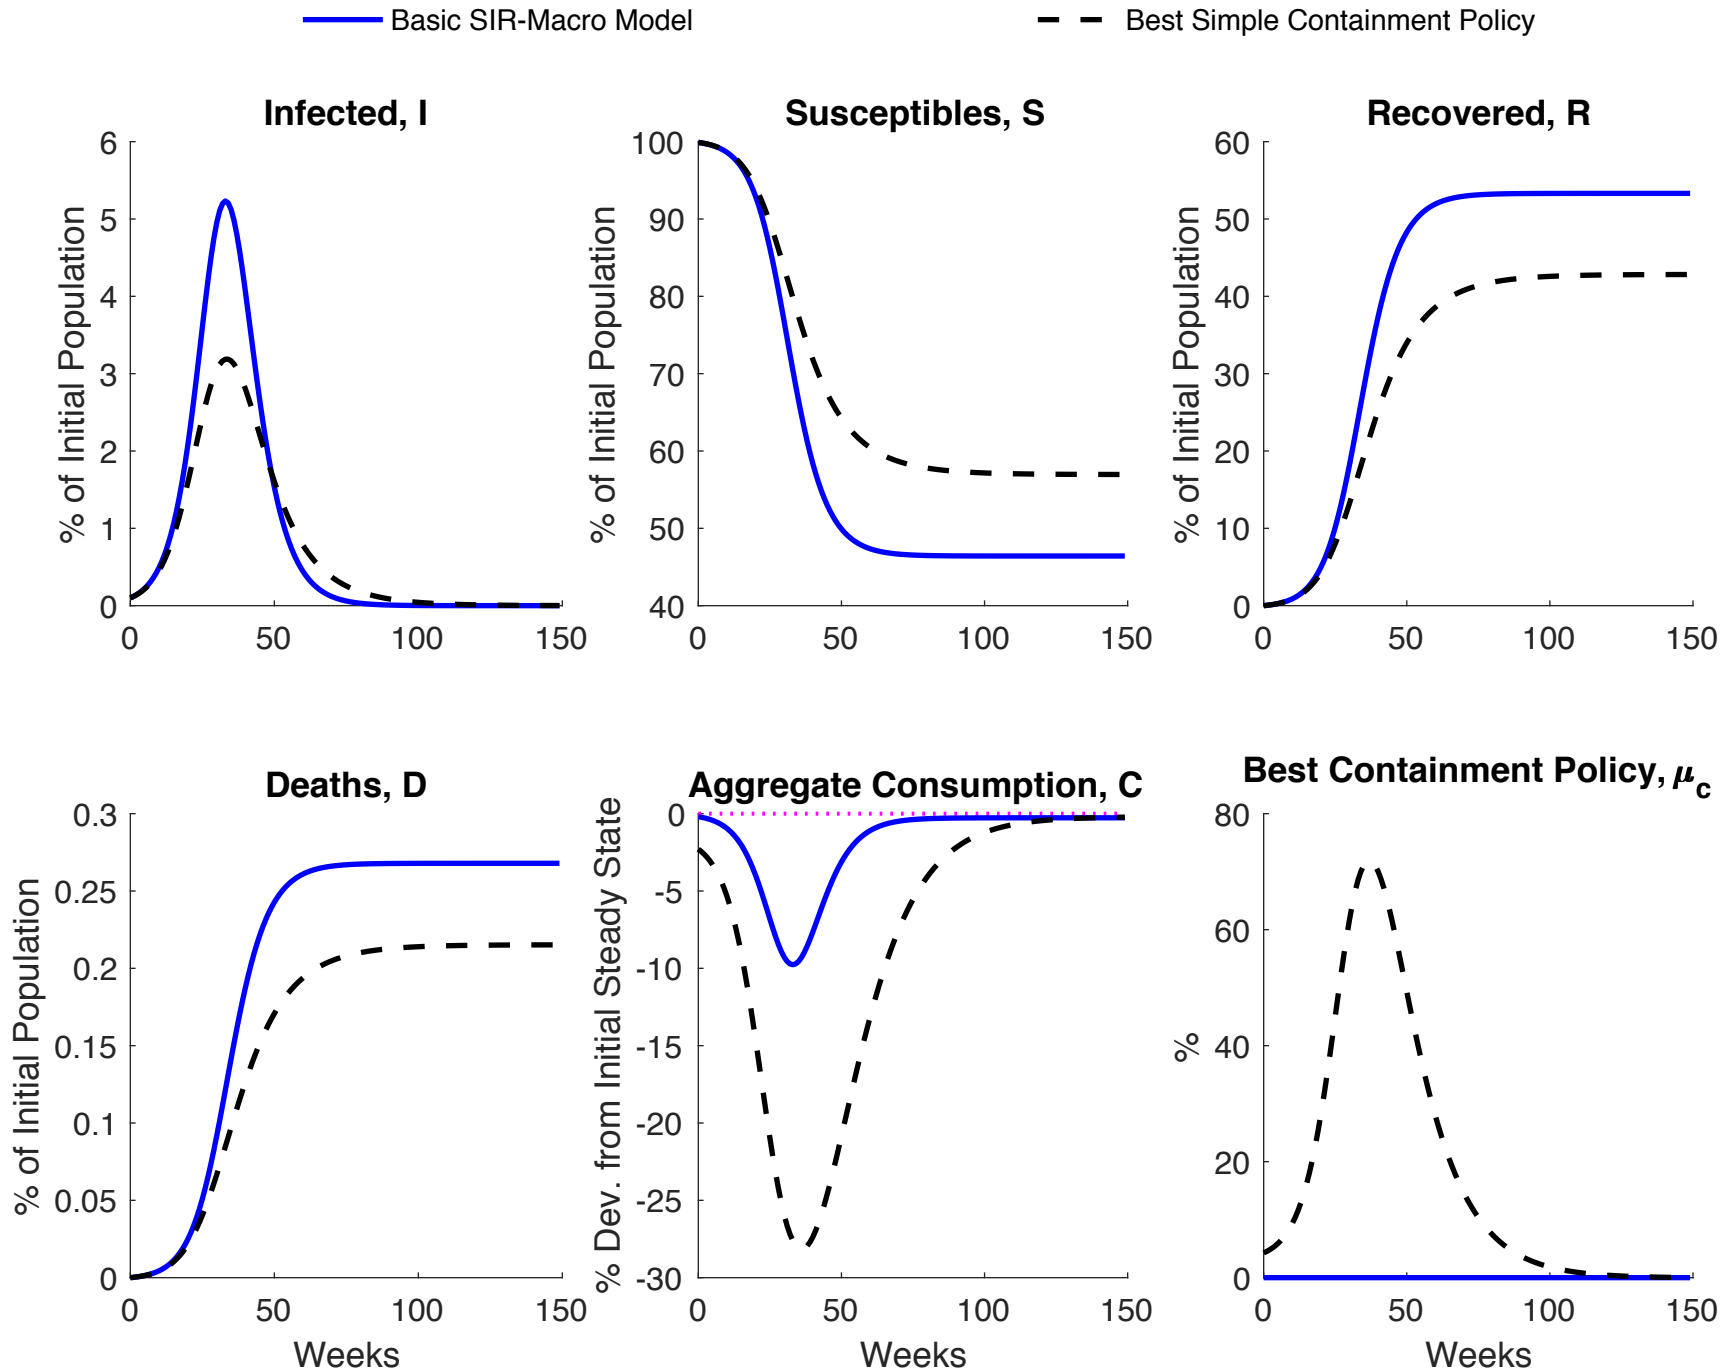 Basic SIR-Macro Model
Best Simple Containment Policy
Infected, I
% of Initial Population
6
5
4
3
2
1
0
0 50 100 150
Susceptibles, S
% of Initial Population
100
90
80
70
60
50
40
0 50 100 150
Recovered, R
% of Initial Population
60
50
40
30
20
10
0
0 50 100 150
Deaths, D
% of Initial Population
0.3
0.25
0.2
0.15
0.1
0.05
0
0 50 100 150
Weeks
Aggregate Consumption, C
% Dev. from Initial Steady State
0
-5
-10
-15
-20
-25
-30
0 50 100 150
Weeks
Best Containment Policy, μc
%
80
60
40
20
0
0 50 100 150
Weeks